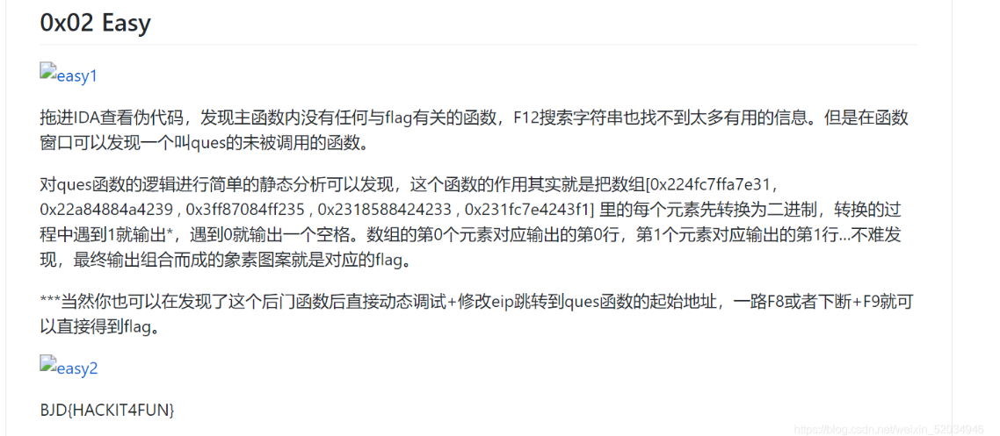 0x02 Easy
easy1
拖进IDA查看伪代码，发现主函数内没有任何与flag有关的函数，F12搜索字符串也找不到太多有用的信息。但是在函数
窗口可以发现一个叫ques的未被调用的函数。
对ques函数的逻辑进行简单的静态分析可以发现，这个函数的作用其实就是把数组[0x224fc7ffa7e31，
0x22a84884a4239 , 0x3ff87084ff235 , 0x2318588424233 , 0x231fc7e4243f1] 里的每个元素先转换为二进制，转换的过
程中遇到1就输出*，遇到0就输出一个空格。数组的第0个元素对应输出的第0行，第1个元素对应输出的第1行...不难发
现，最终输出组合而成的象素图案就是对应的flag。
***当然你也可以在发现了这个后门函数后直接动态调试+修改eip跳转到ques函数的起始地址，一路F8或者下断+F9就可
以直接得到flag。
easy2
BJD{HACKIT4FUN}
https://blog.csdn.net/weixin_52034946